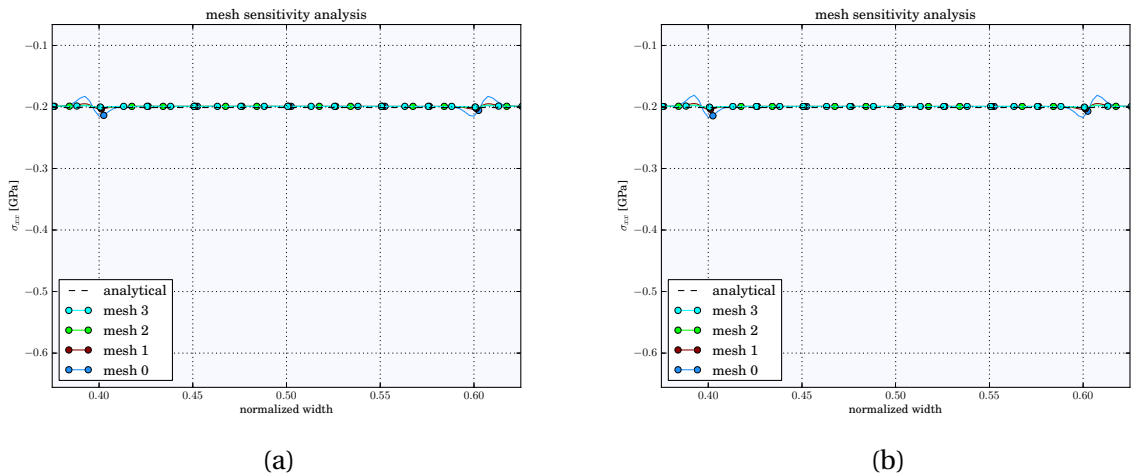 mesh sensitivity analysis
−0.1
−0.2
−0.3
−0.4
−0.5
−0.6
σxx [GPa]
analytical
mesh 3
mesh 2
mesh 1
mesh 0
0.40 0.45 0.50 0.55 0.60
normalized width
(a)
mesh sensitivity analysis
−0.1
−0.2
−0.3
−0.4
−0.5
−0.6
σxx [GPa]
analytical
mesh 3
mesh 2
mesh 1
mesh 0
0.40 0.45 0.50 0.55 0.60
normalized width
(b)